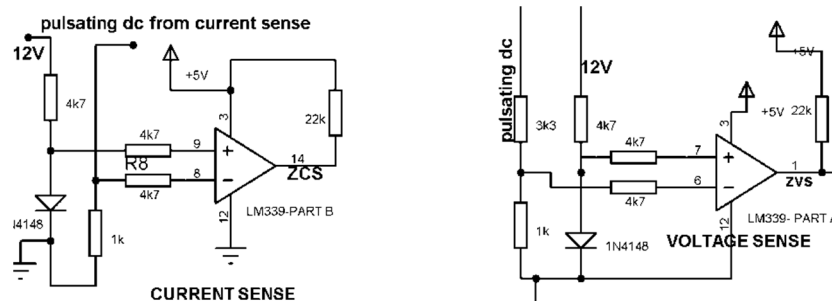 pulsating dc from current sense
12V
+5V
4k7
3
22k
4k7
9
+
R8
14
ZCS
8
-
4k7
12
LM339-PART B
1k
CURRENT SENSE
pulsating dc
12V
+5V
+5V
3k3
4k7
3
22k
4k7
7
+
1
ZVS
6
-
4k7
12
LM339- PART
1k
1N4148
VOLTAGE SENSE